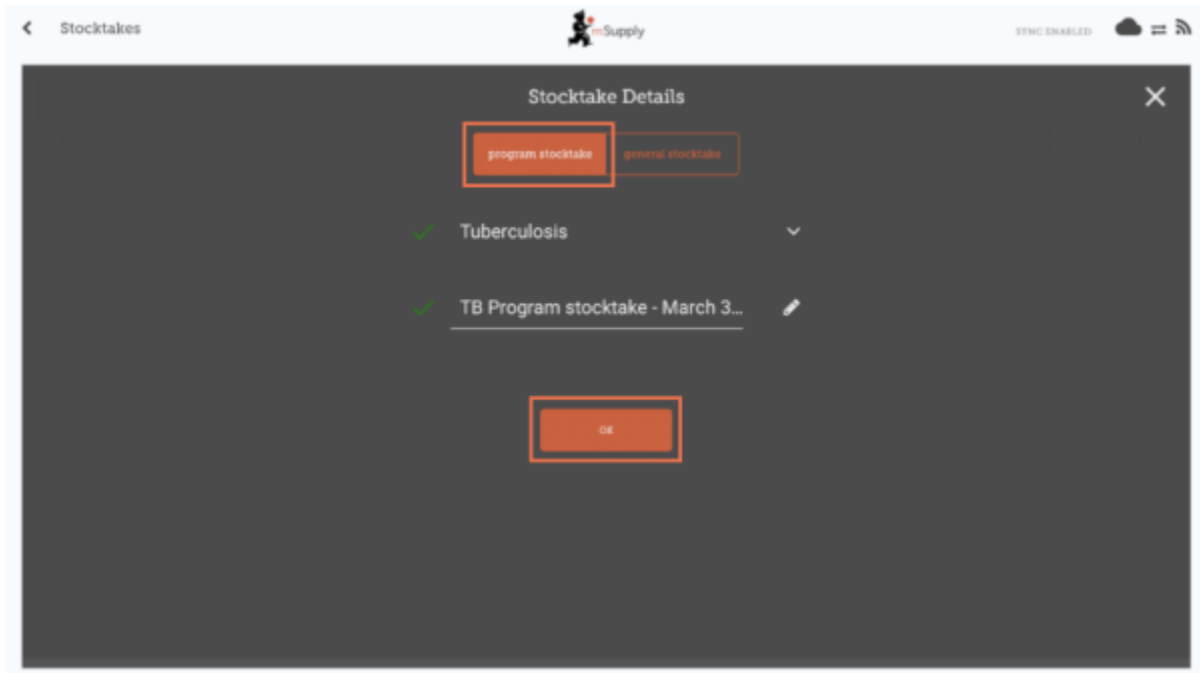 Stocktakes
mSupply
SYNC ENABLED
Stocktake Details
program stocktake
general stocktake
Tuberculosis
TB Program stocktake - March 3...
OK